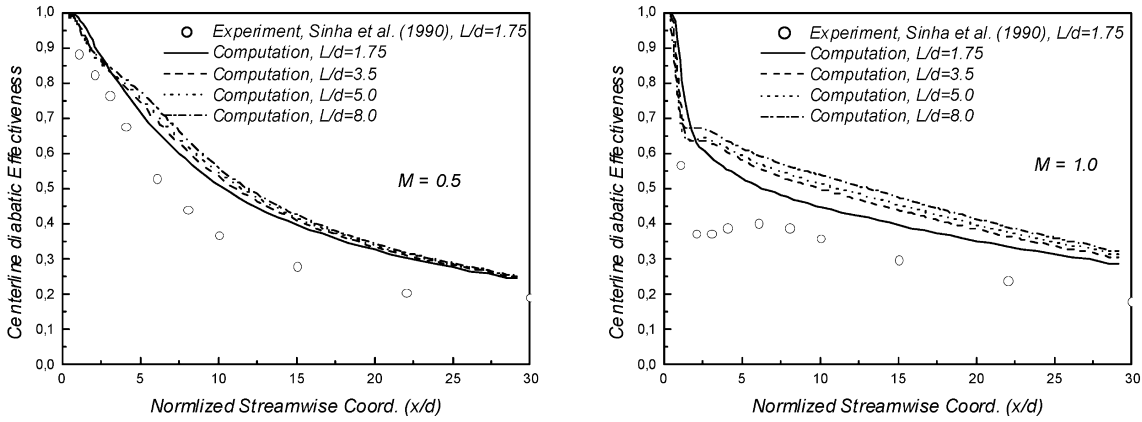 Centerline diabatic Effectiveness
1,0
0,9
0,8
0,7
0,6
0,5
0,4
0,3
0,2
0,1
0,0
Experiment, Sinha et al. (1990), L/d=1.75
Computation, L/d=1.75
Computation, L/d=3.5
Computation, L/d=5.0
Computation, L/d=8.0
M = 0.5
0 5 10 15 20 25 30
Normlized Streamwise Coord. (x/d)
Centerline diabatic Effectiveness
1,0
0,9
0,8
0,7
0,6
0,5
0,4
0,3
0,2
0,1
0,0
Experiment, Sinha et al. (1990), L/d=1.75
Computation, L/d=1.75
Computation, L/d=3.5
Computation, L/d=5.0
Computation, L/d=8.0
M = 1.0
0 5 10 15 20 25 30
Normlized Streamwise Coord. (x/d)